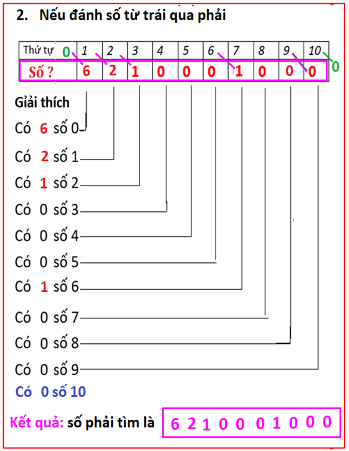 2. Nếu đánh số từ trái qua phải
Thứ tự 0 1 2 3 4 5 6 7 8 9 10 0
Số ? 6 2 1 0 0 0 1 0 0 0
Giải thích
Có 6 số 0
Có 2 số 1
Có 1 số 2
Có 0 số 3
Có 0 số 4
Có 0 số 5
Có 1 số 6
Có 0 số 7
Có 0 số 8
Có 0 số 9
Có 0 số 10
Kết quả: số phải tìm là 6 2 1 0 0 0 1 0 0 0